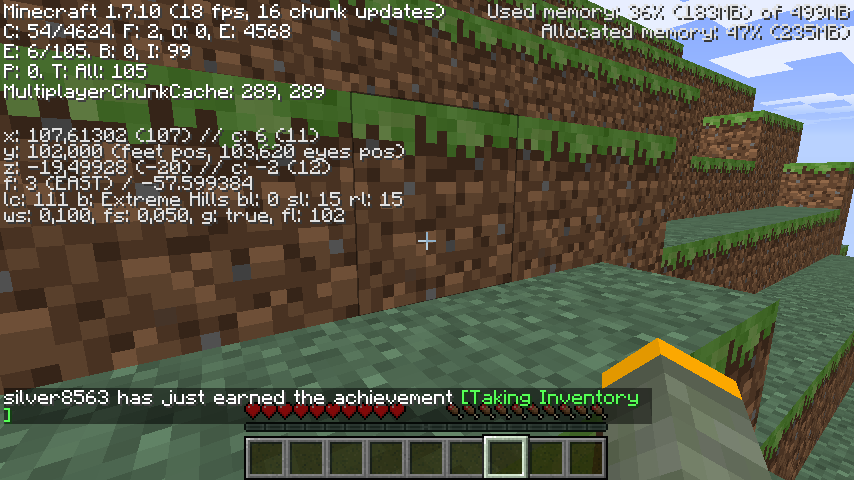 Minecraft 1.7.10 (18 fps, 16 chunk updates)
Used memory: 36% (183MB) of 499MB
C: 54/4624. F: 2, O: 0, E: 4568
Allocated memory: 47% (235MB)
E: 6/105. B: 0, I: 99
P: 0. T: All: 105
MultiplayerChunkCache: 289, 289
x: 107,61302 (107) // c: 6 (11)
y: 102,000 (feet pos, 103,620 eyes pos)
z: -19,49928 (-20) // c: -2 (12)
f: 3 (EAST) / -57.599384
lc: 111 b: Extreme Hills bl: 0 sl: 15 rl: 15
ws: 0,100, fs: 0,050, g: true, fl: 102
silver8563 has just earned the achievement [Taking Inventory
]